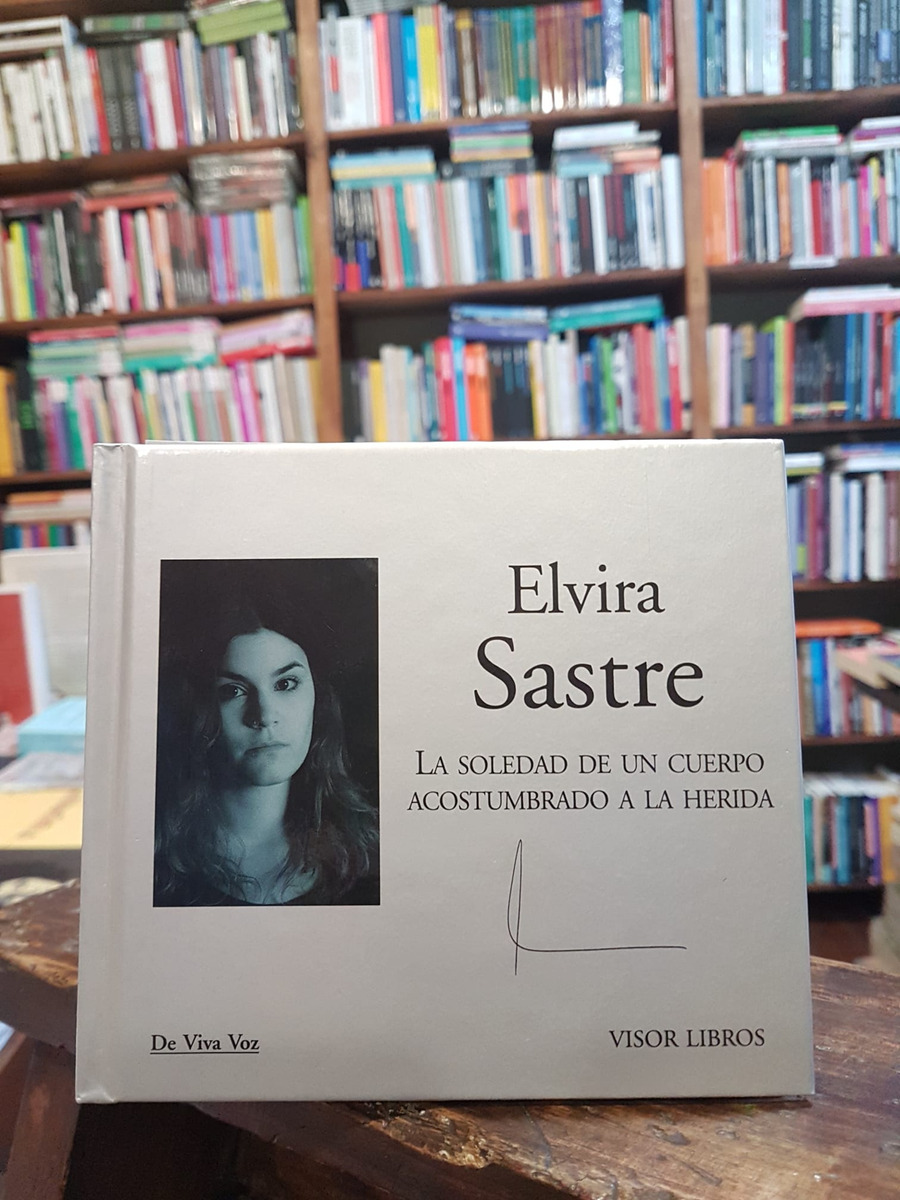 Elvira
Sastre
LA SOLEDAD DE UN CUERPO
ACOSTUMBRADO A LA HERIDA
De Viva Voz
VISOR LIBROS